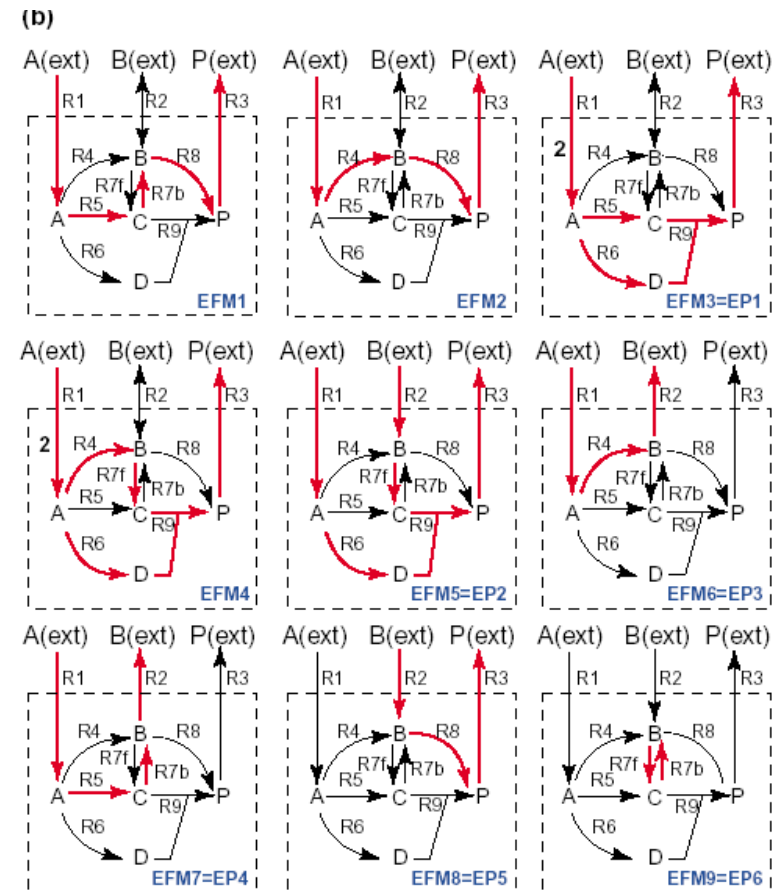 (b)
A(ext) B(ext) P(ext) A(ext) B(ext) P(ext) A(ext) B(ext) P(ext)
R1 R2 R3 R1 R2 R3 R1 R2 R3
R4 B R8 R4 B R8 2 R4 B R8
R7f R7b R7f R7b R7f R7b
A R5 C R9 P A R5 C R9 P A R5 C R9 P
R6 R6 R6
D D D
EFM1 EFM2 EFM3=EP1
A(ext) B(ext) P(ext) A(ext) B(ext) P(ext) A(ext) B(ext) P(ext)
R1 R2 R3 R1 R2 R3 R1 R2 R3
2 R4 B R8 R4 B R8 R4 B R8
R7f R7b R7f R7b R7f R7b
A R5 C R9 P A R5 C R9 P A R5 C R9 P
R6 R6 R6
D D D
EFM4 EFM5=EP2 EFM6=EP3
A(ext) B(ext) P(ext) A(ext) B(ext) P(ext) A(ext) B(ext) P(ext)
R1 R2 R3 R1 R2 R3 R1 R2 R3
R4 B R8 R4 B R8 R4 B R8
R7f R7b R7f R7b R7f R7b
A R5 C R9 P A R5 C R9 P A R5 C R9 P
R6 R6 R6
D D D
EFM7=EP4 EFM8=EP5 EFM9=EP6